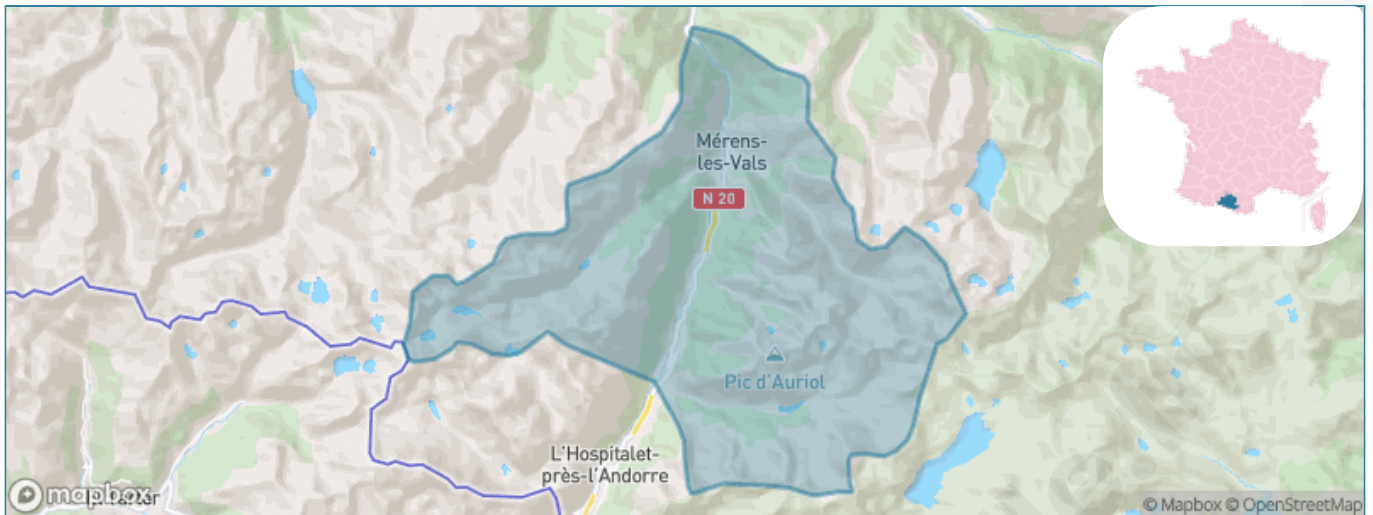 Mérens-
les-Vals
N 20
Pic d'Auriol
L'Hospitalet-
près-l'Andorre
mapbox
© Mapbox © OpenStreetMap